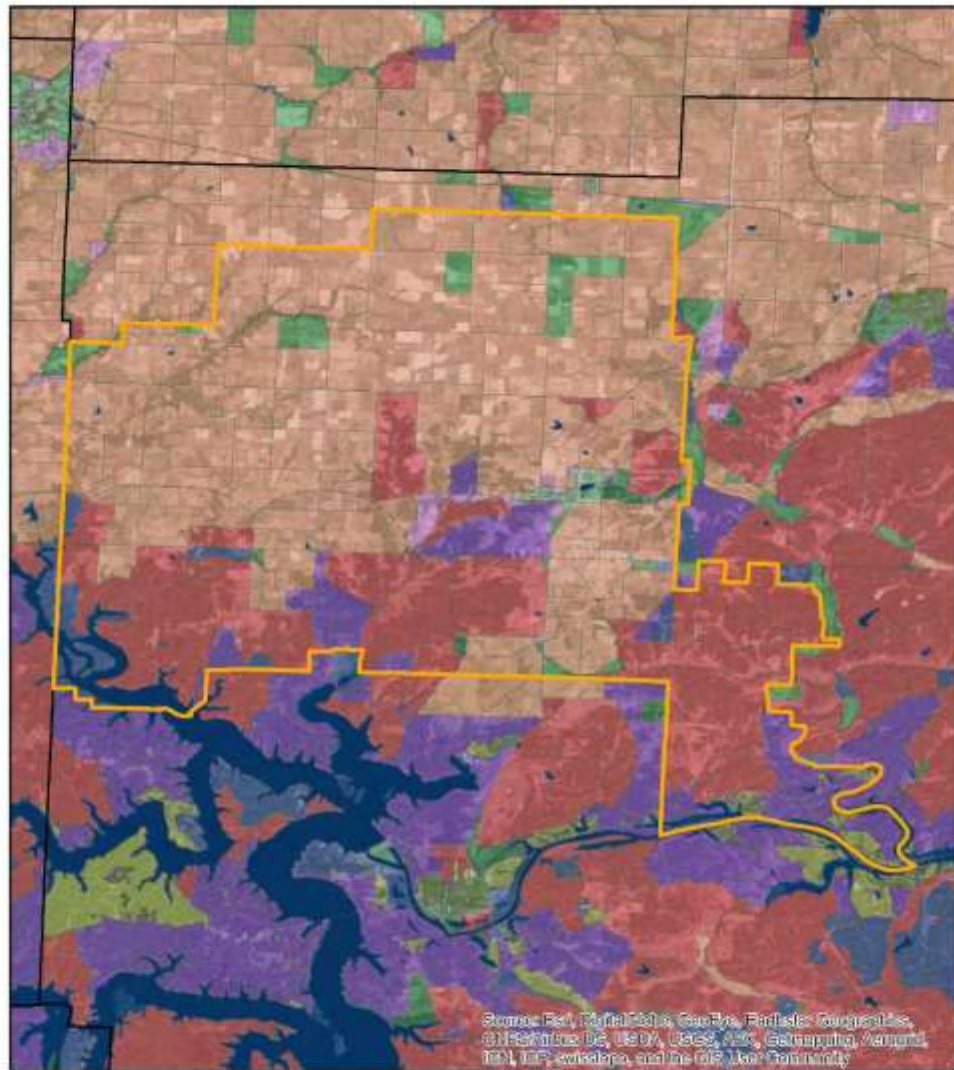 Source: Esri, DigitalGlobe, GeoEye, Earthstar Geographics,
CNES/Airbus DS, USDA, USGS, AEX, Getmapping, Aerogrid,
IGN, IGP, swisstopo, and the GIS User Community